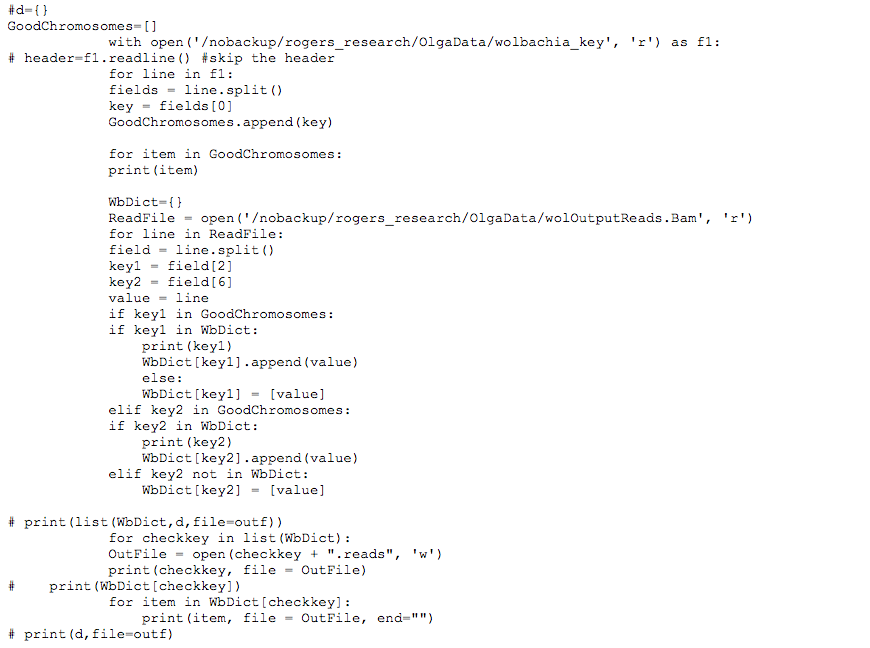 #d={}
GoodChromosomes=[]
            with open('/nobackup/rogers_research/OlgaData/wolbachia_key', 'r') as f1:
# header=f1.readline() #skip the header
            for line in f1:
            fields = line.split()
            key = fields[0]
            GoodChromosomes.append(key)

            for item in GoodChromosomes:
            print(item)

            WbDict={}
            ReadFile = open('/nobackup/rogers_research/OlgaData/wolOutputReads.Bam', 'r')
            for line in ReadFile:
            field = line.split()
            key1 = field[2]
            key2 = field[6]
            value = line
            if key1 in GoodChromosomes:
            if key1 in WbDict:
                print(key1)
                WbDict[key1].append(value)
                else:
                WbDict[key1] = [value]
            elif key2 in GoodChromosomes:
            if key2 in WbDict:
                print(key2)
                WbDict[key2].append(value)
            elif key2 not in WbDict:
                WbDict[key2] = [value]

# print(list(WbDict,d,file=outf))
            for checkkey in list(WbDict):
            OutFile = open(checkkey + ".reads", 'w')
            print(checkkey, file = OutFile)
#    print(WbDict[checkkey])
            for item in WbDict[checkkey]:
                print(item, file = OutFile, end="")
# print(d,file=outf)